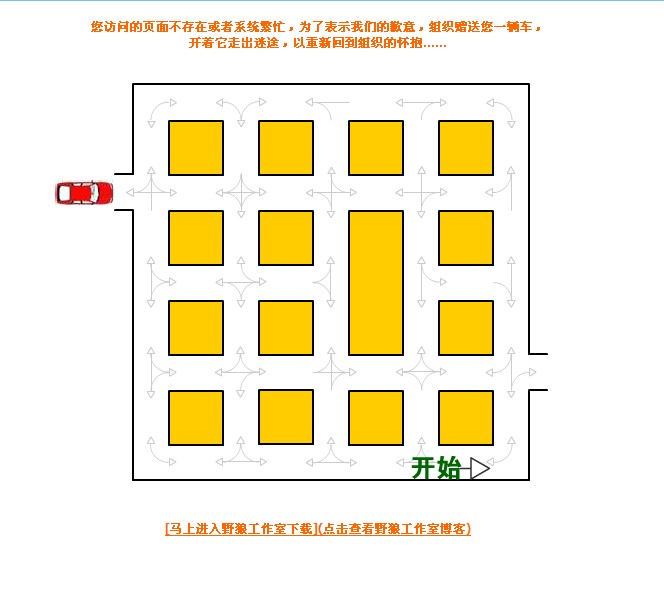 您访问的页面不存在或者系统繁忙，为了表示我们的歉意，组织赠送您一辆车，
开着它走出迷途，以重新回到组织的怀抱......
开始
[马上进入野狼工作室下载](点击查看野狼工作室博客)